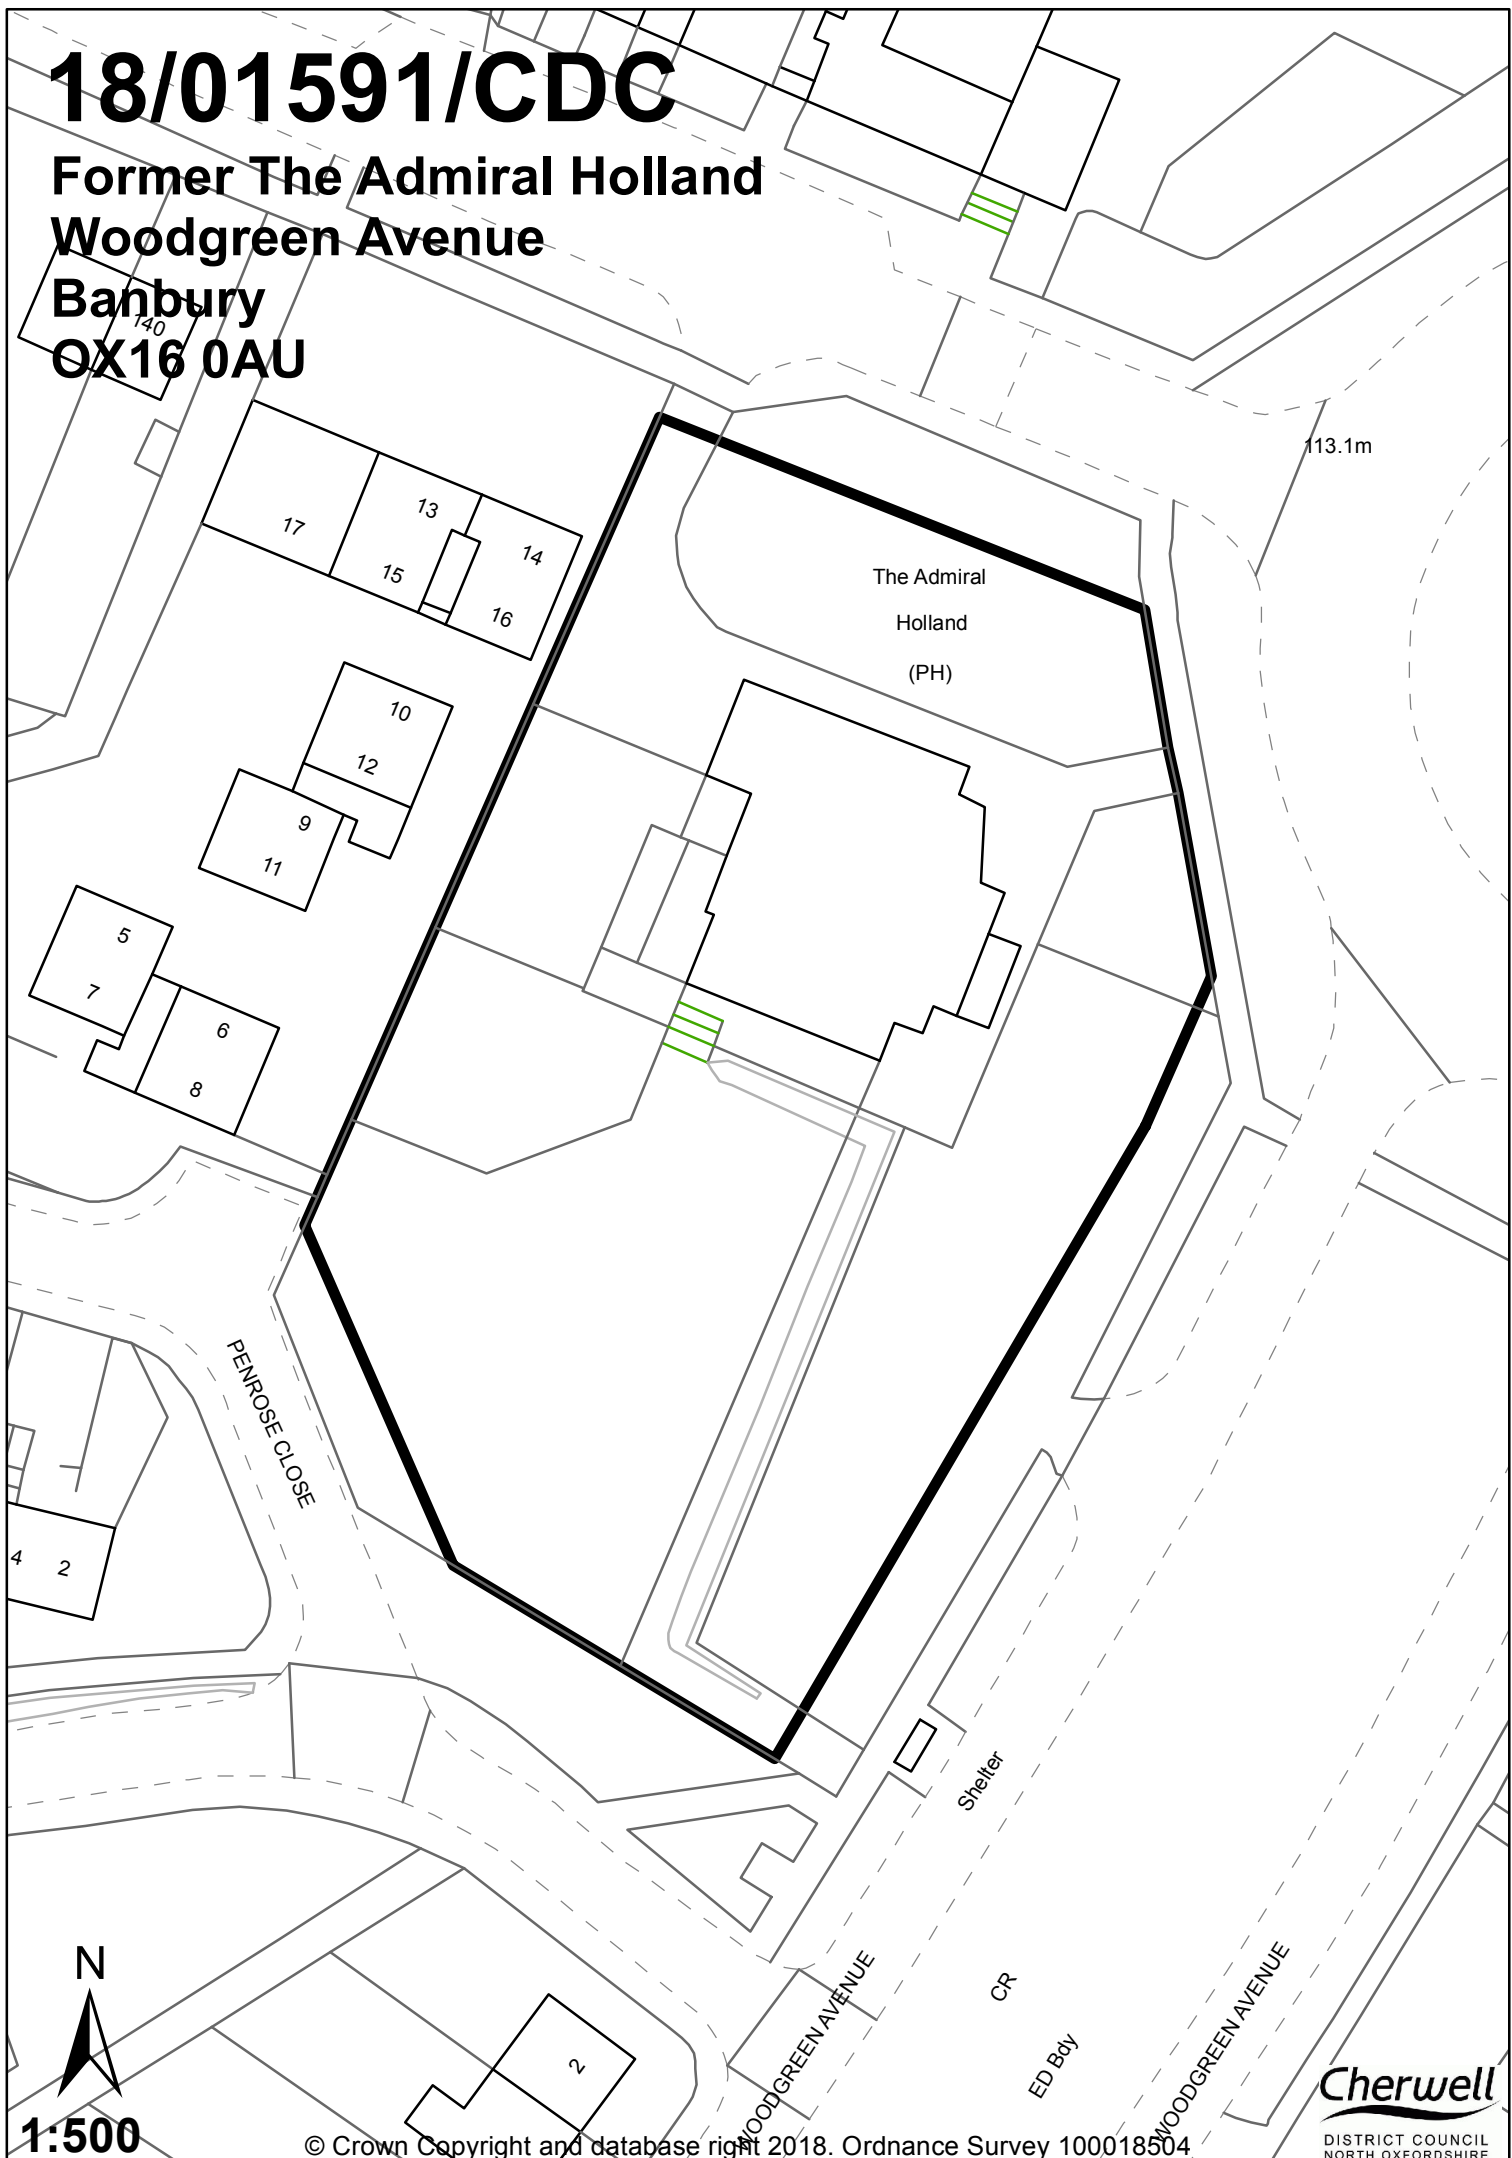 18/01591/CDC
Former The Admiral Holland
Woodgreen Avenue
Banbury
OX16 0AU
140
113.1m
13
17
14
15
16
The Admiral
Holland
(PH)
10
12
9
11
5
7
6
8
PENROSE CLOSE
4
2
Shelter
WOODGREEN AVENUE
CR
ED Bdy
WOODGREEN AVENUE
2
N
1:500
© Crown Copyright and database right 2018. Ordnance Survey 100018504
Cherwell
DISTRICT COUNCIL
NORTH OXFORDSHIRE